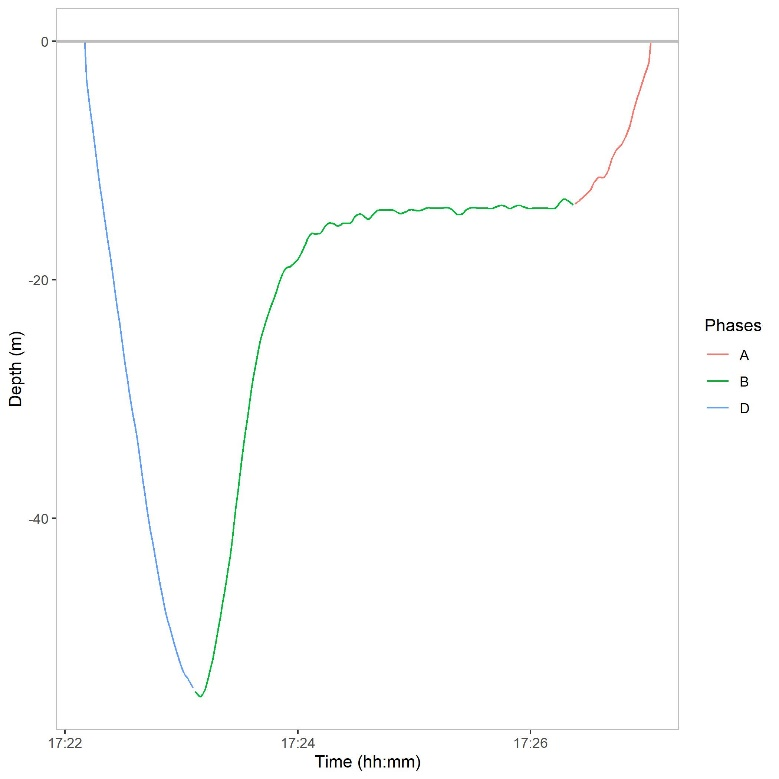 0
-20
-40
Depth (m)
17:22
17:24
17:26
Time (hh:mm)
Phases
A
B
D